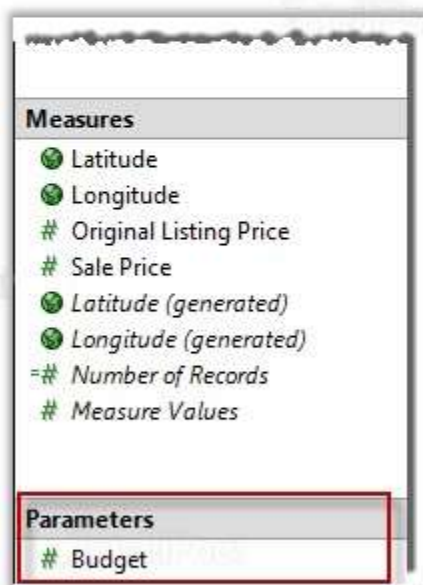 Measures
Latitude
Longitude
# Original Listing Price
# Sale Price
Latitude (generated)
Longitude (generated)
=# Number of Records
# Measure Values
Parameters
# Budget